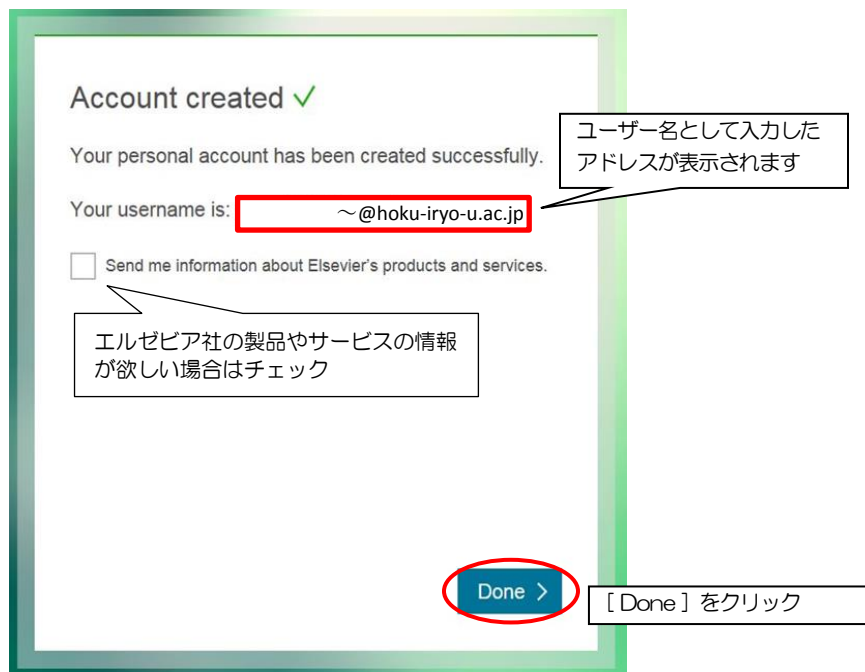 Account created
ユーザー名として入力した
アドレスが表示されます
Your personal account has been created successfully.
Your username is: ～@hoku-iryo-u.ac.jp
Send me information about Elsevier's products and services.
エルゼビア社の製品やサービスの情報
が欲しい場合はチェック
Done >
[Done] をクリック